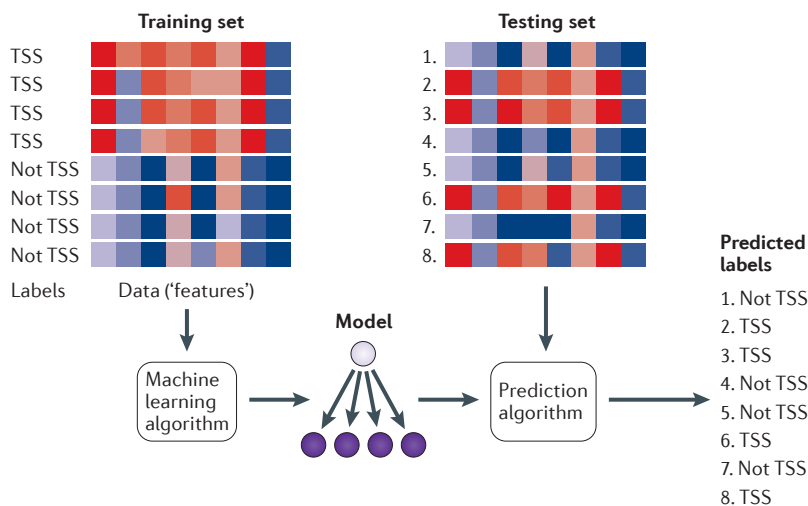 Training set
TSS
TSS
TSS
TSS
Not TSS
Not TSS
Not TSS
Not TSS
Labels
Data (‘features’)
Testing set
1.
2.
3.
4.
5.
6.
7.
8.
Machine
learning
algorithm
Model
Prediction
algorithm
Predicted
labels
1. Not TSS
2. TSS
3. TSS
4. Not TSS
5. Not TSS
6. TSS
7. Not TSS
8. TSS